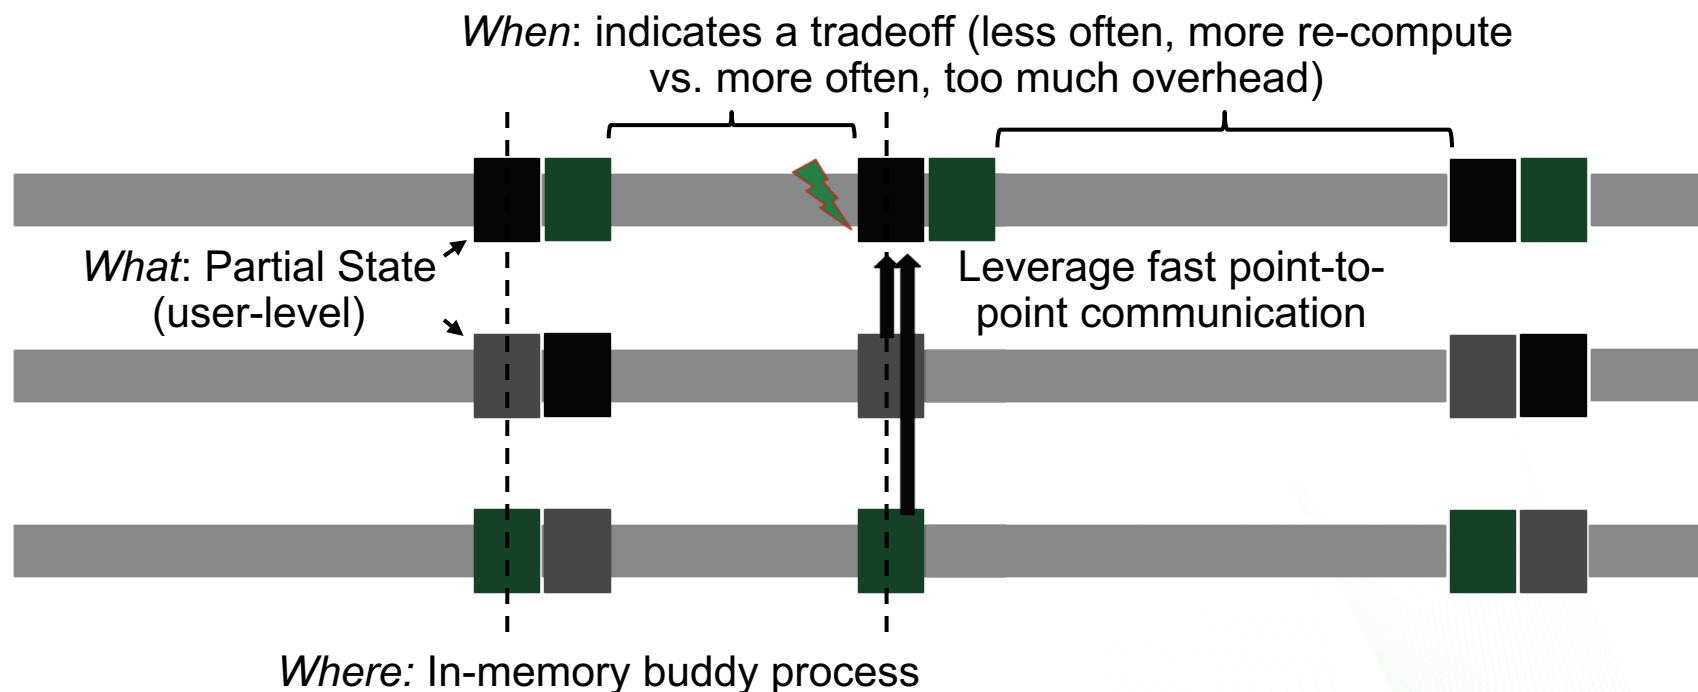 When: indicates a tradeoff (less often, more re-compute
vs. more often, too much overhead)
What: Partial State
(user-level)
Leverage fast point-to-
point communication
Where: In-memory buddy process